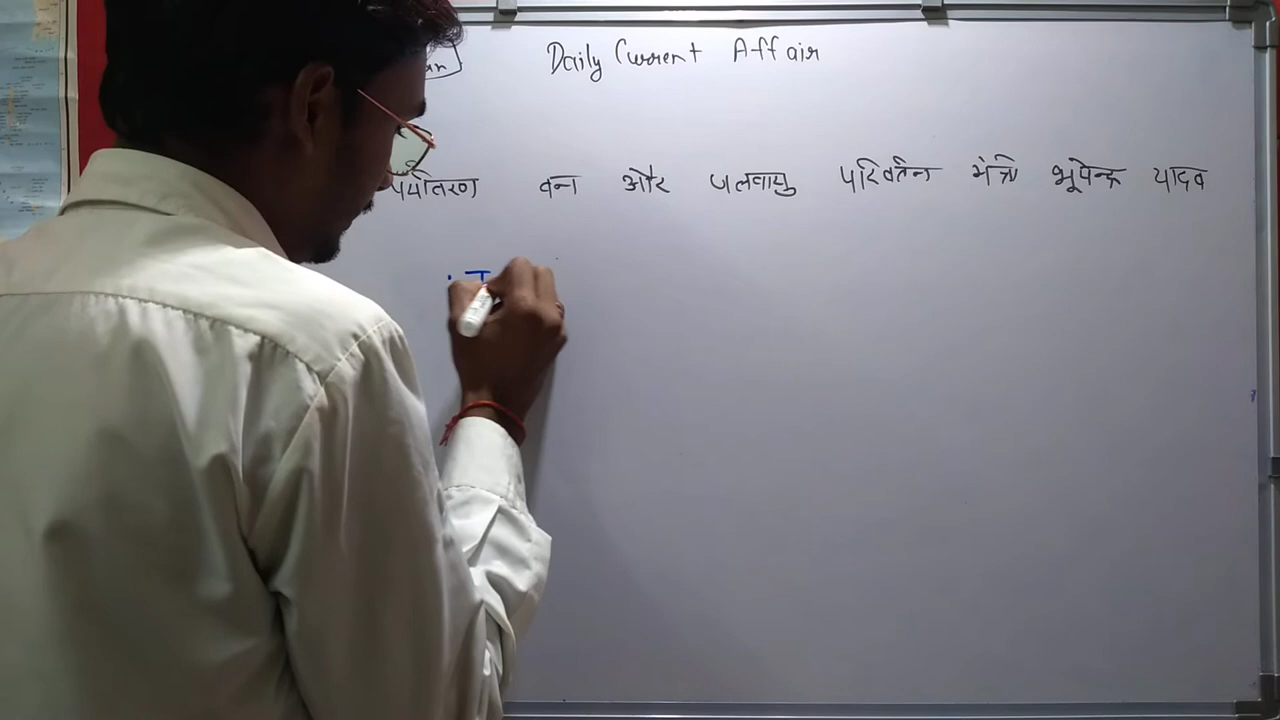 Daily Current Affair
पर्यावरण वन और जलवायु परिवर्तन मंत्री भूपेन्द्र यादव